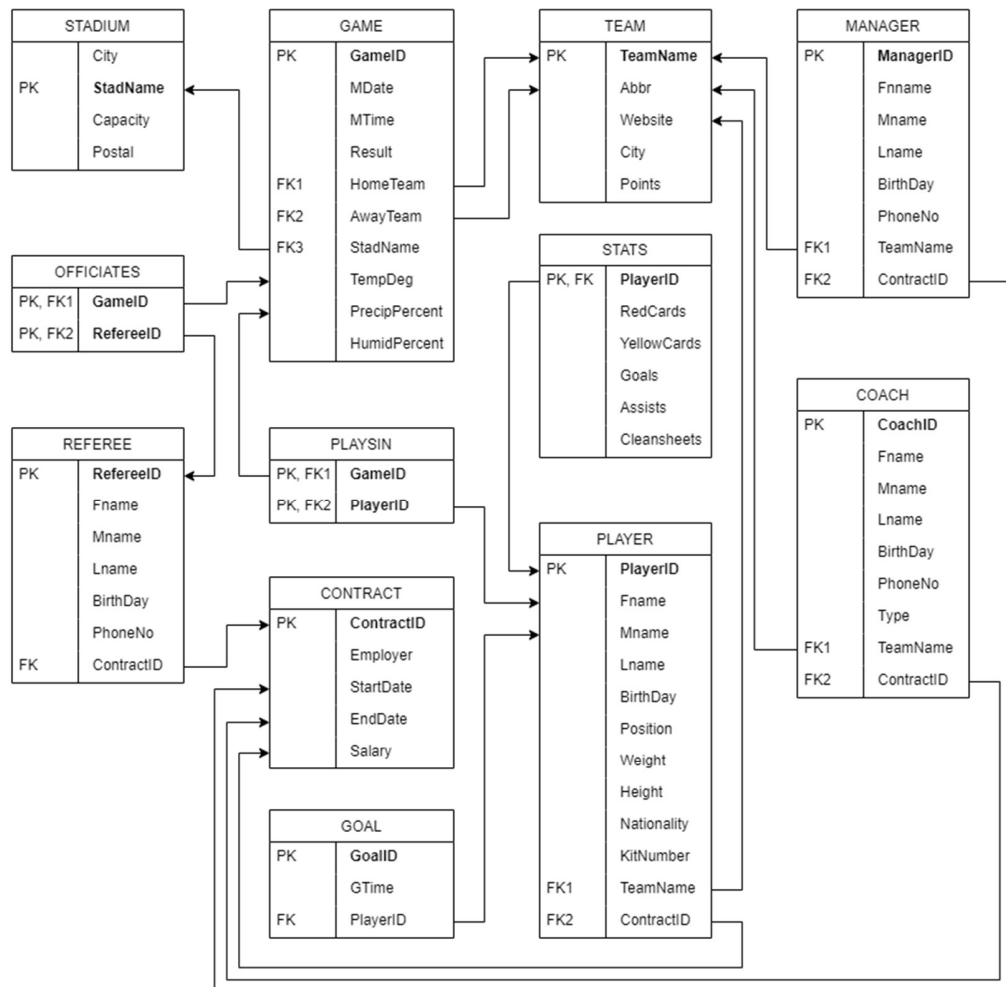 STADIUM
City
PK StadName
Capacity
Postal
GAME
PK GameID
MDate
MTime
Result
FK1 HomeTeam
FK2 AwayTeam
FK3 StadName
TempDeg
PrecipPercent
HumidPercent
TEAM
PK TeamName
Abbr
Website
City
Points
MANAGER
PK ManagerID
Fnname
Mname
Lname
BirthDay
PhoneNo
FK1 TeamName
FK2 ContractID
OFFICIATES
PK, FK1 GameID
PK, FK2 RefereeID
STATS
PK, FK PlayerID
RedCards
YellowCards
Goals
Assists
Cleansheets
COACH
PK CoachID
Fname
Mname
Lname
BirthDay
PhoneNo
Type
FK1 TeamName
FK2 ContractID
REFEREE
PK RefereeID
Fname
Mname
Lname
BirthDay
PhoneNo
FK ContractID
PLAYSIN
PK, FK1 GameID
PK, FK2 PlayerID
PLAYER
PK PlayerID
Fname
Mname
Lname
BirthDay
Position
Weight
Height
Nationality
KitNumber
FK1 TeamName
FK2 ContractID
CONTRACT
PK ContractID
Employer
StartDate
EndDate
Salary
GOAL
PK GoalID
GTime
FK PlayerID